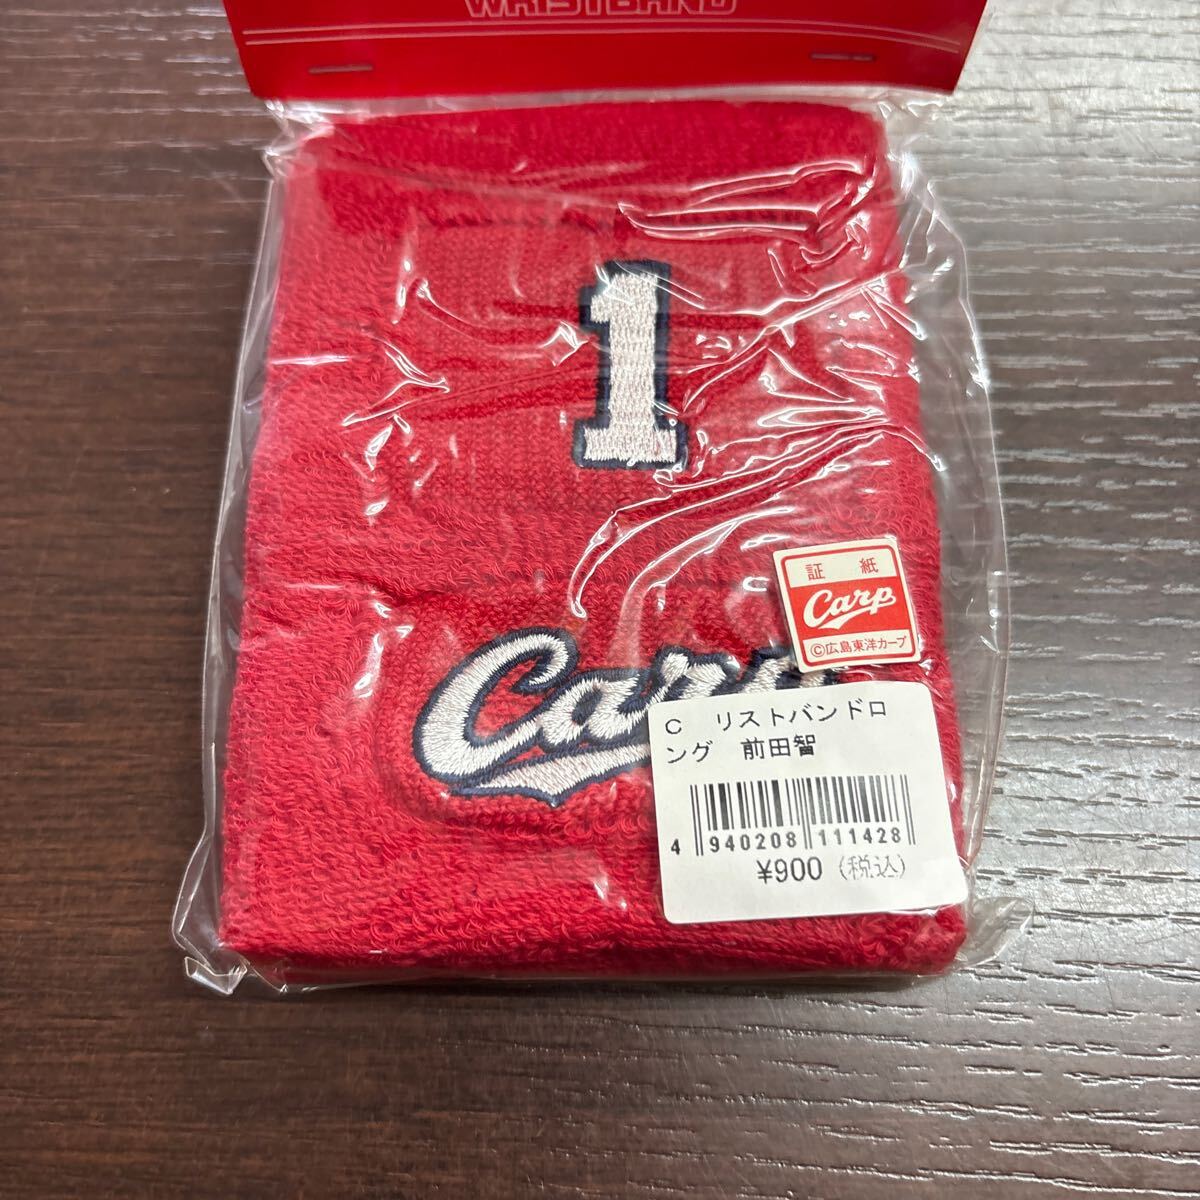 WRISTBAND
1
証 紙
Carp
©広島東洋カープ
Carp
C リストバンドロ
ング 前田智
4 940208 111428
¥900 (税込)